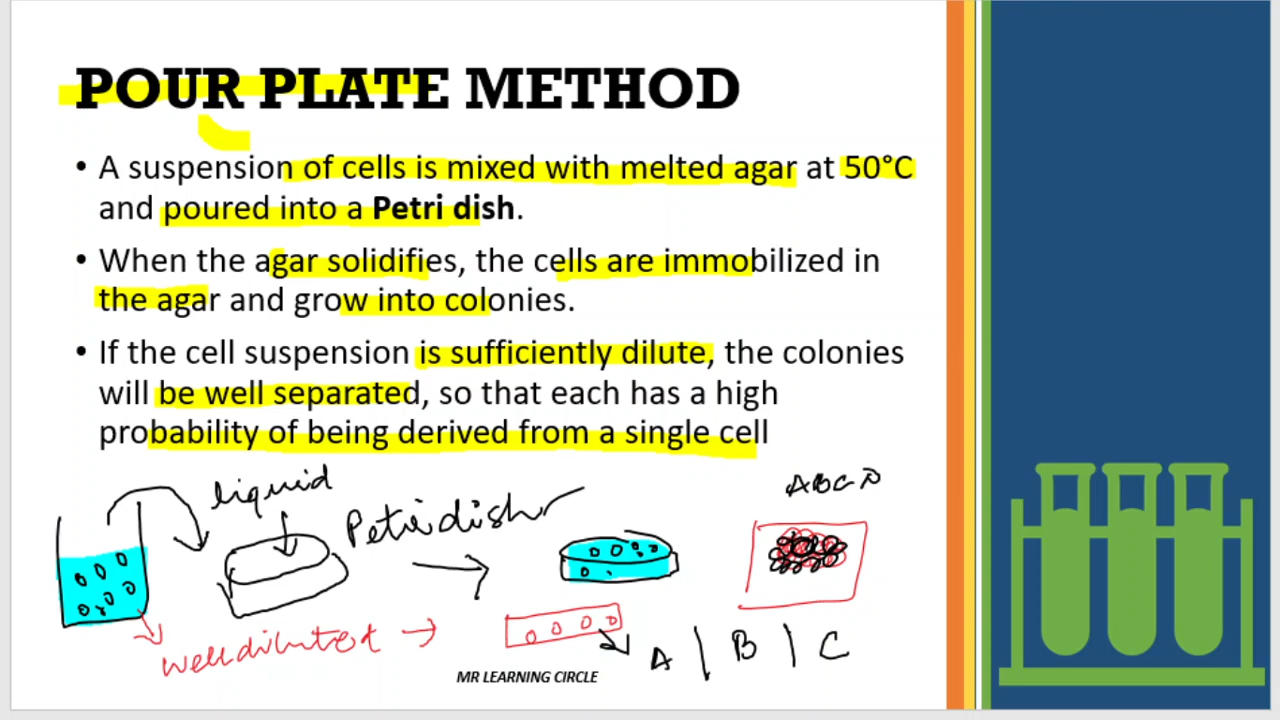 POUR PLATE METHOD
• A suspension of cells is mixed with melted agar at 50°C
and poured into a Petri dish.
• When the agar solidifies, the cells are immobilized in
the agar and grow into colonies.
• If the cell suspension is sufficiently dilute, the colonies
will be well separated, so that each has a high
probability of being derived from a single cell
liquid
Petridish
ABCD
Welldiluted
A | B | C
MR LEARNING CIRCLE